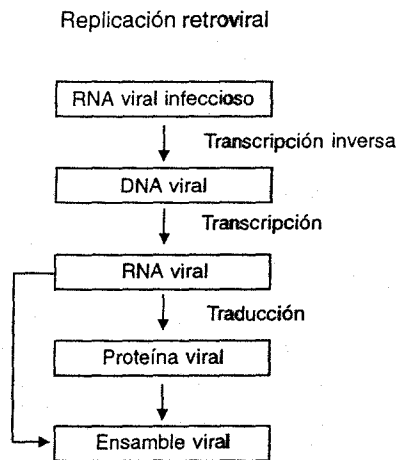 Replicación retroviral
RNA viral infeccioso
Transcripción inversa
DNA viral
Transcripción
RNA viral
Traducción
Proteína viral
Ensamble viral